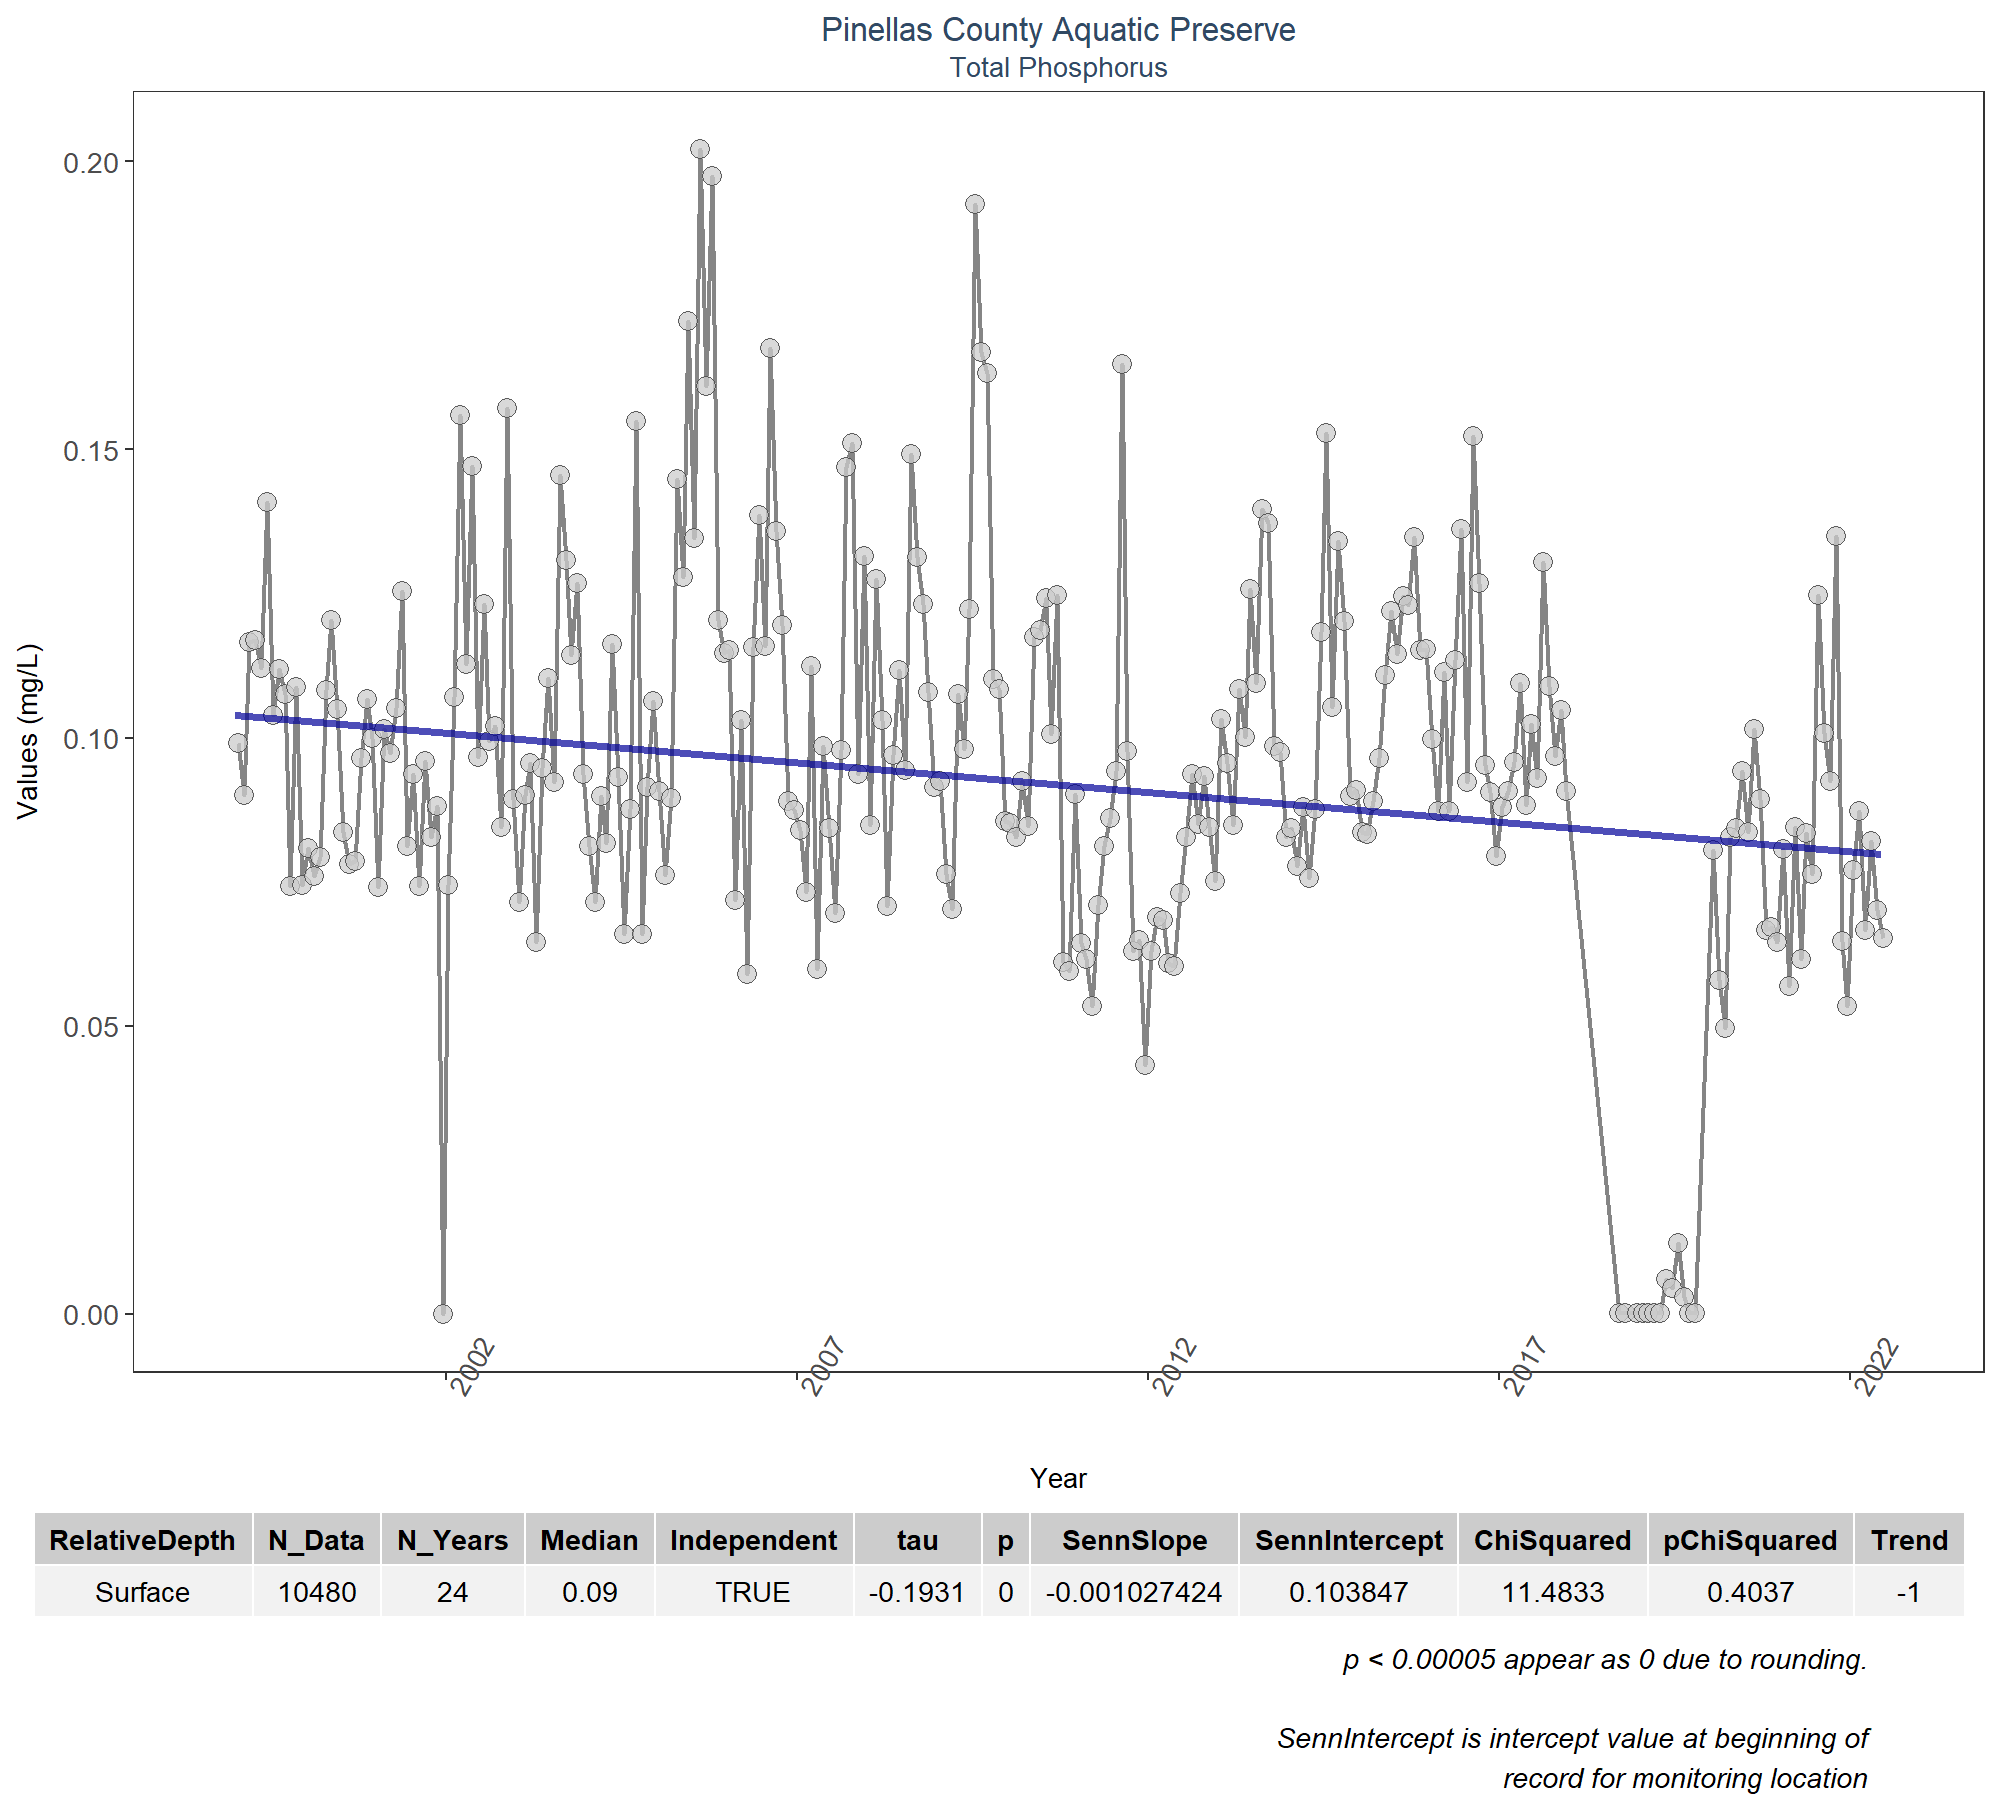 Pinellas County Aquatic Preserve
Total Phosphorus
0.20
0.15
0.10
0.05
0.00
Values (mg/L)
2002 2007 2012 2017 2022
Year
RelativeDepth N_Data N_Years Median Independent tau p SennSlope SennIntercept ChiSquared pChiSquared Trend
Surface 10480 24 0.09 TRUE -0.1931 0 -0.001027424 0.103847 11.4833 0.4037 -1
p < 0.00005 appear as 0 due to rounding.
SennIntercept is intercept value at beginning of
record for monitoring location